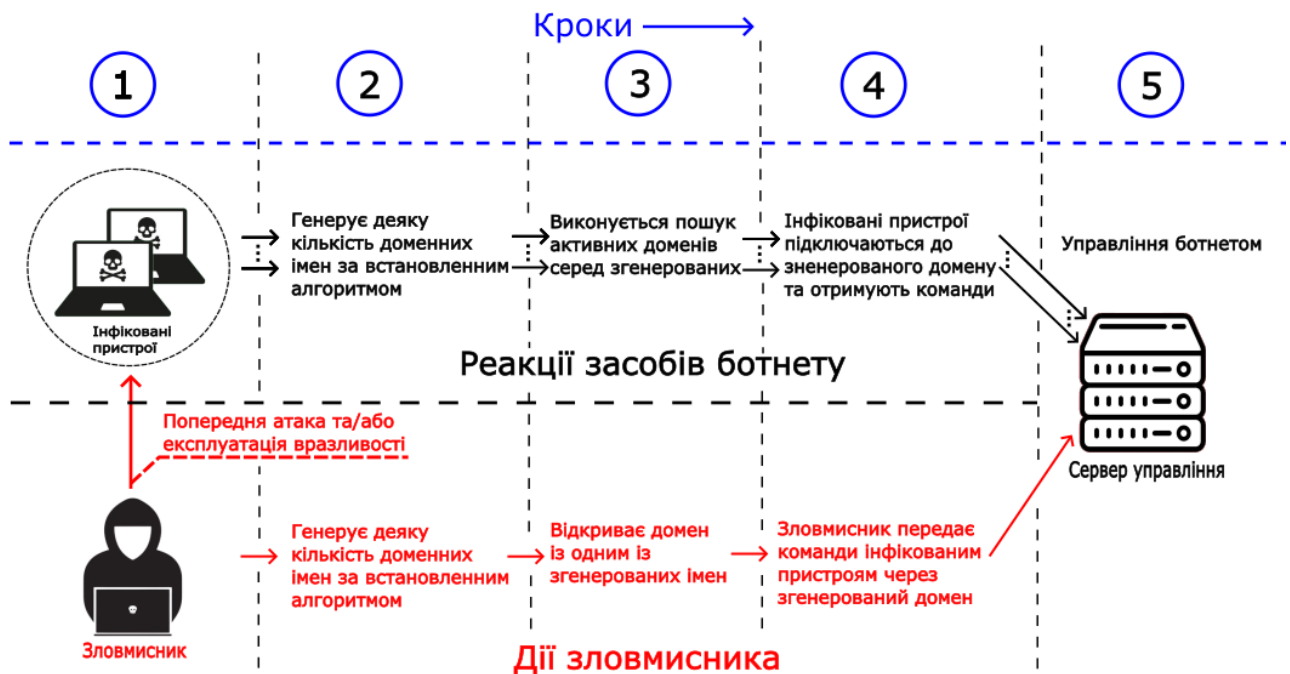 Кроки
1
2
3
4
5
Інфіковані
пристрої
Генерує деяку
кількість доменних
імен за встановленним
алгоритмом
Виконується пошук
активних доменів
серед згенерованих
Інфіковані пристрої
підключаються до
зненерованого домену
та отримують команди
Управління ботнетом
Реакції засобів ботнету
Попередня атака та/або
експлуатація вразливості
Сервер управління
Зловмисник
Генерує деяку
кількість доменних
імен за встановленним
алгоритмом
Відкриває домен
із одним із
згенерованих імен
Зловмисник передає
команди інфікованим
пристроям через
згенерований домен
Дії зловмисника